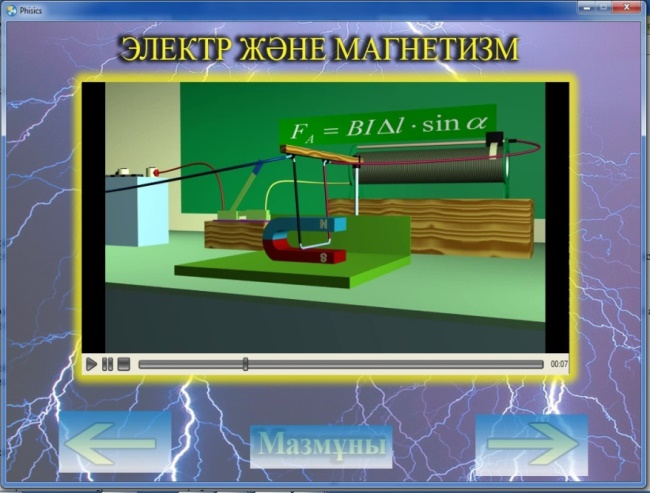 Phisics
ЭЛЕКТР ЖӘНЕ МАГНЕТИЗМ
F_A = BIΔl · sin α
N
S
00:07
Мазмұны